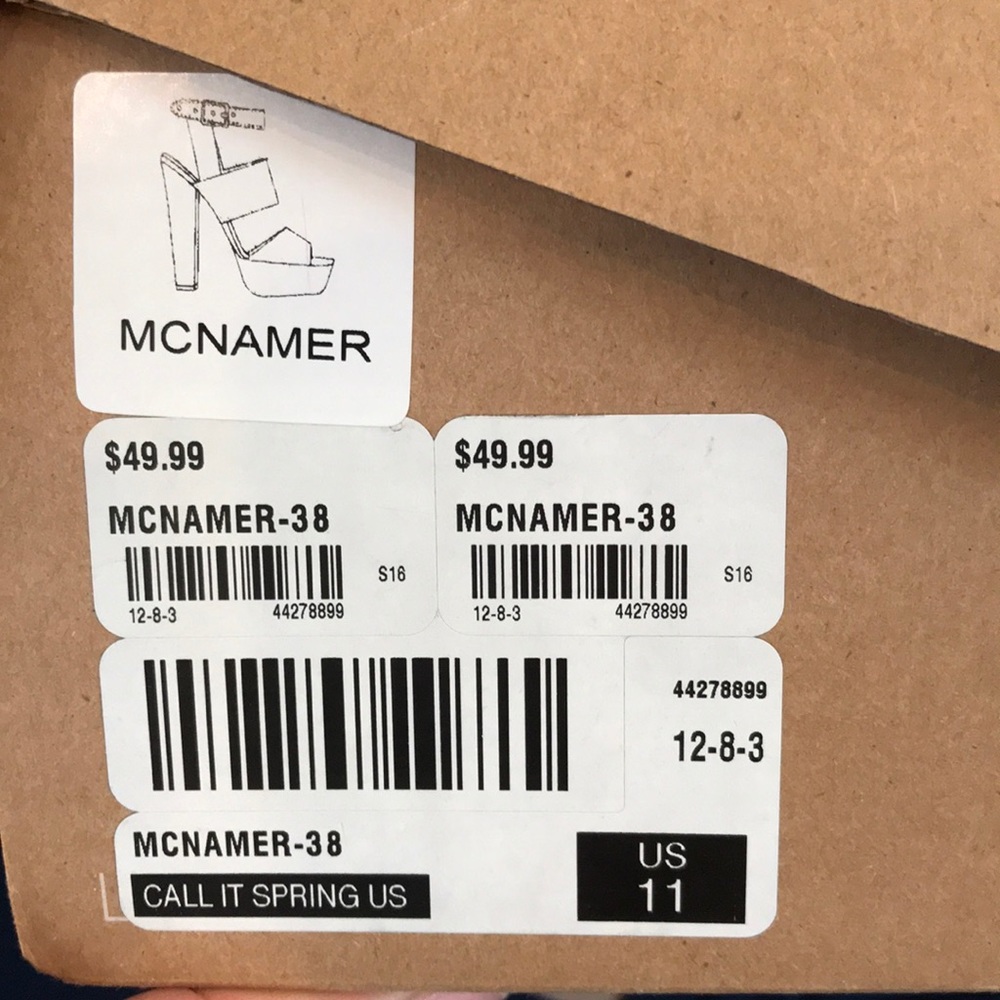 MCNAMER
$49.99
MCNAMER-38
S16
12-8-3 44278899
$49.99
MCNAMER-38
S16
12-8-3 44278899
44278899
12-8-3
MCNAMER-38
CALL IT SPRING US
US
11